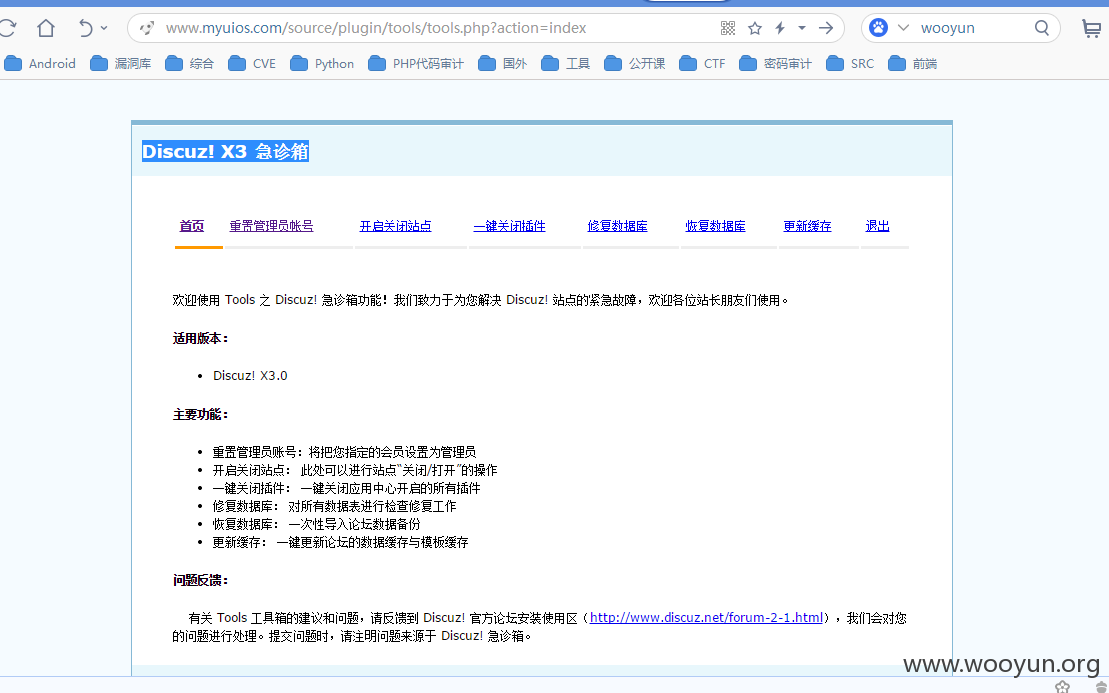 www.myuios.com/source/plugin/tools/tools.php?action=index
wooyun
Android 漏洞库 综合 CVE Python PHP代码审计 国外 工具 公开课 CTF 密码审计 SRC 前端
Discuz! X3 急诊箱
首页 重置管理员帐号 开启关闭站点 一键关闭插件 修复数据库 恢复数据库 更新缓存 退出
欢迎使用 Tools 之 Discuz! 急诊箱功能！我们致力于为您解决 Discuz! 站点的紧急故障，欢迎各位站长朋友们使用。
适用版本：
Discuz! X3.0
主要功能：
重置管理员账号：将把您指定的会员设置为管理员
开启关闭站点： 此处可以进行站点“关闭/打开”的操作
一键关闭插件： 一键关闭应用中心开启的所有插件
修复数据库： 对所有数据表进行检查修复工作
恢复数据库： 一次性导入论坛数据备份
更新缓存： 一键更新论坛的数据缓存与模板缓存
问题反馈：
有关 Tools 工具箱的建议和问题，请反馈到 Discuz! 官方论坛安装使用区（http://www.discuz.net/forum-2-1.html），我们会对您
的问题进行处理。提交问题时，请注明问题来源于 Discuz! 急诊箱。
www.wooyun.org